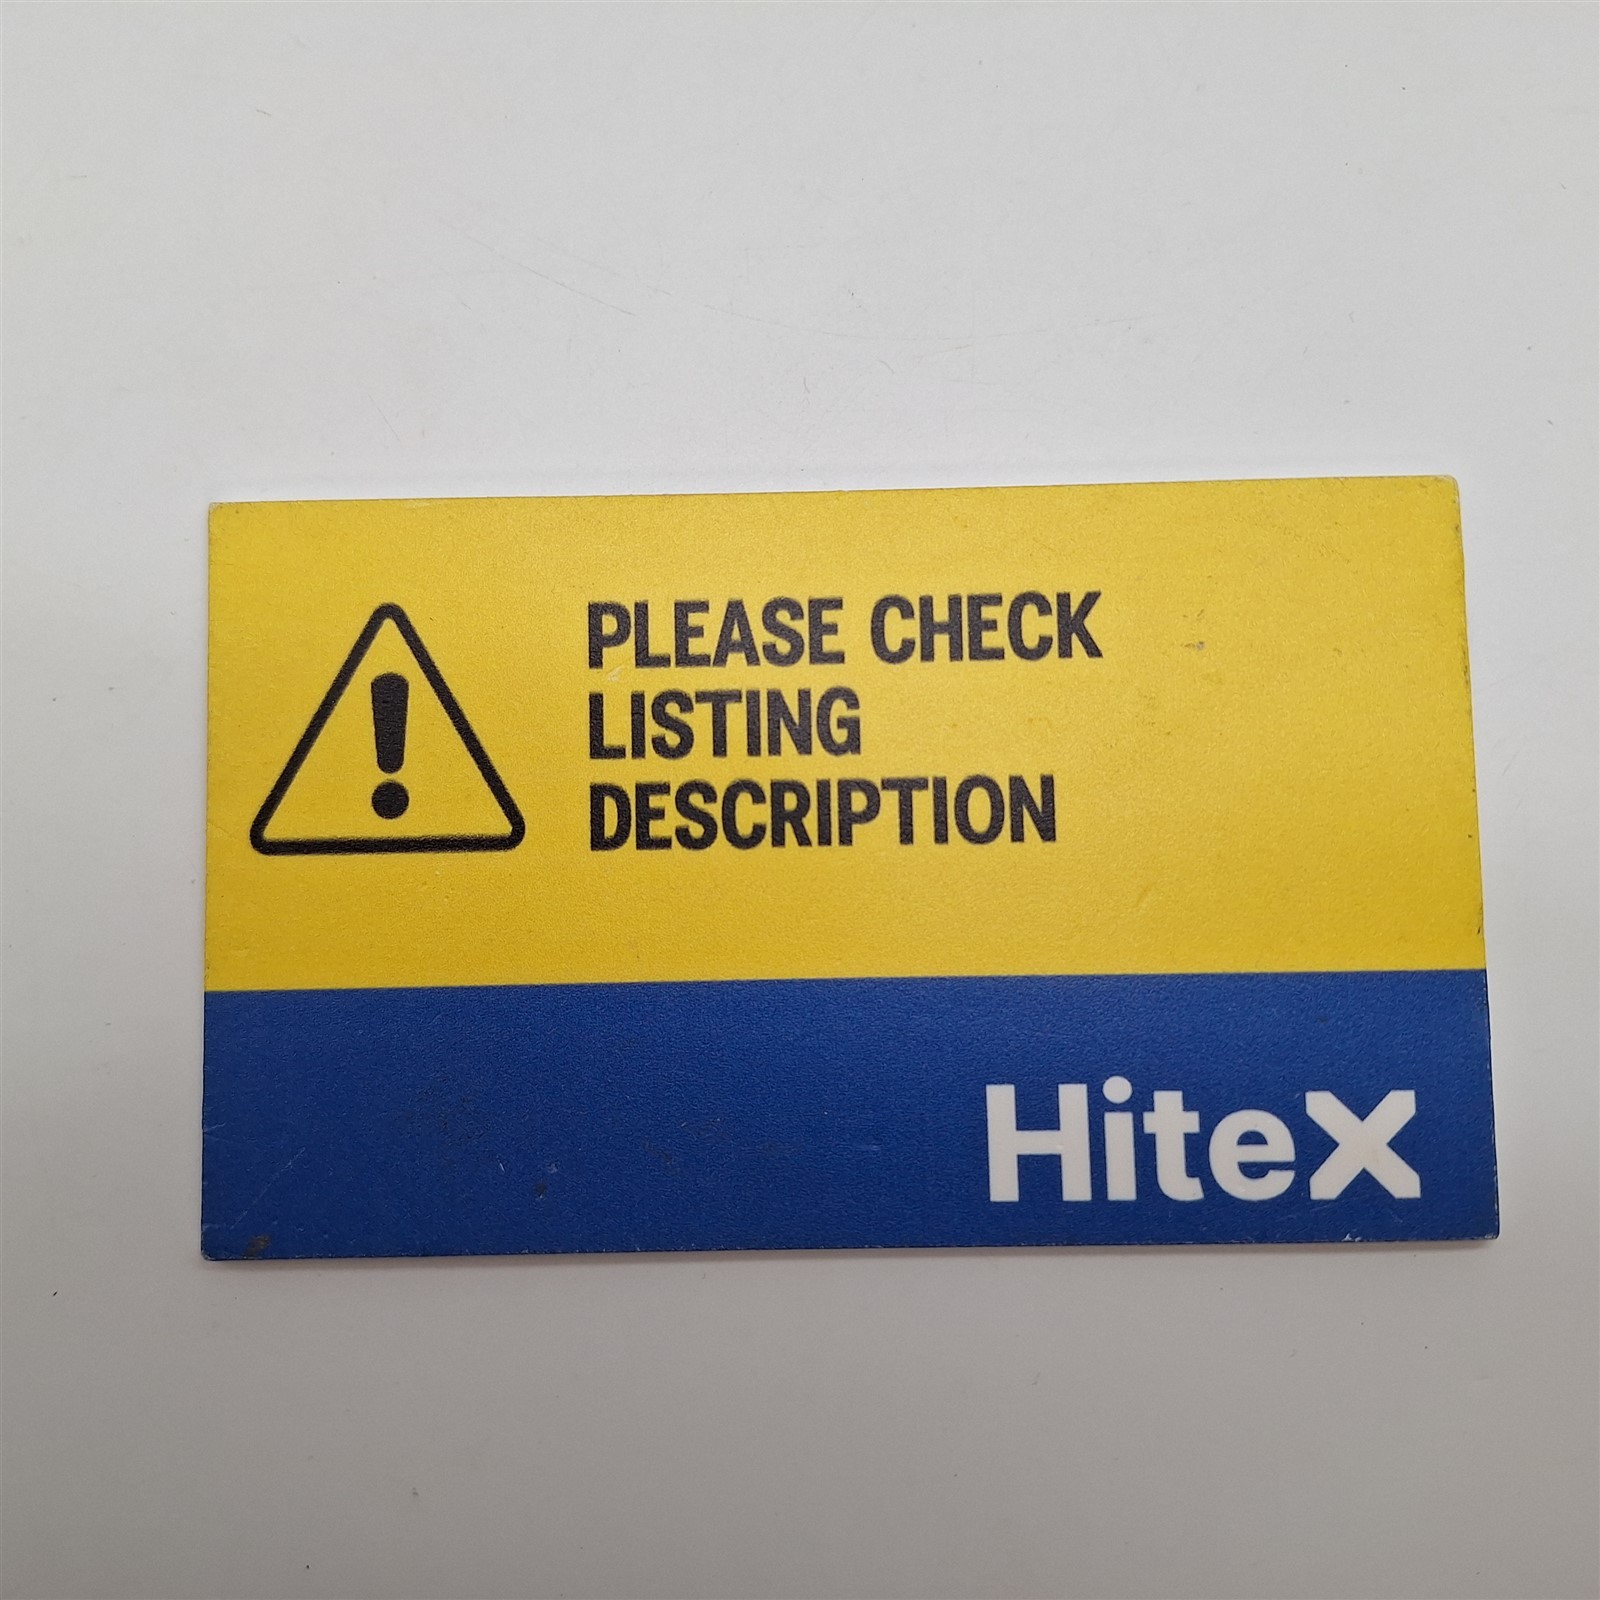 PLEASE CHECK
LISTING
DESCRIPTION
HiteX